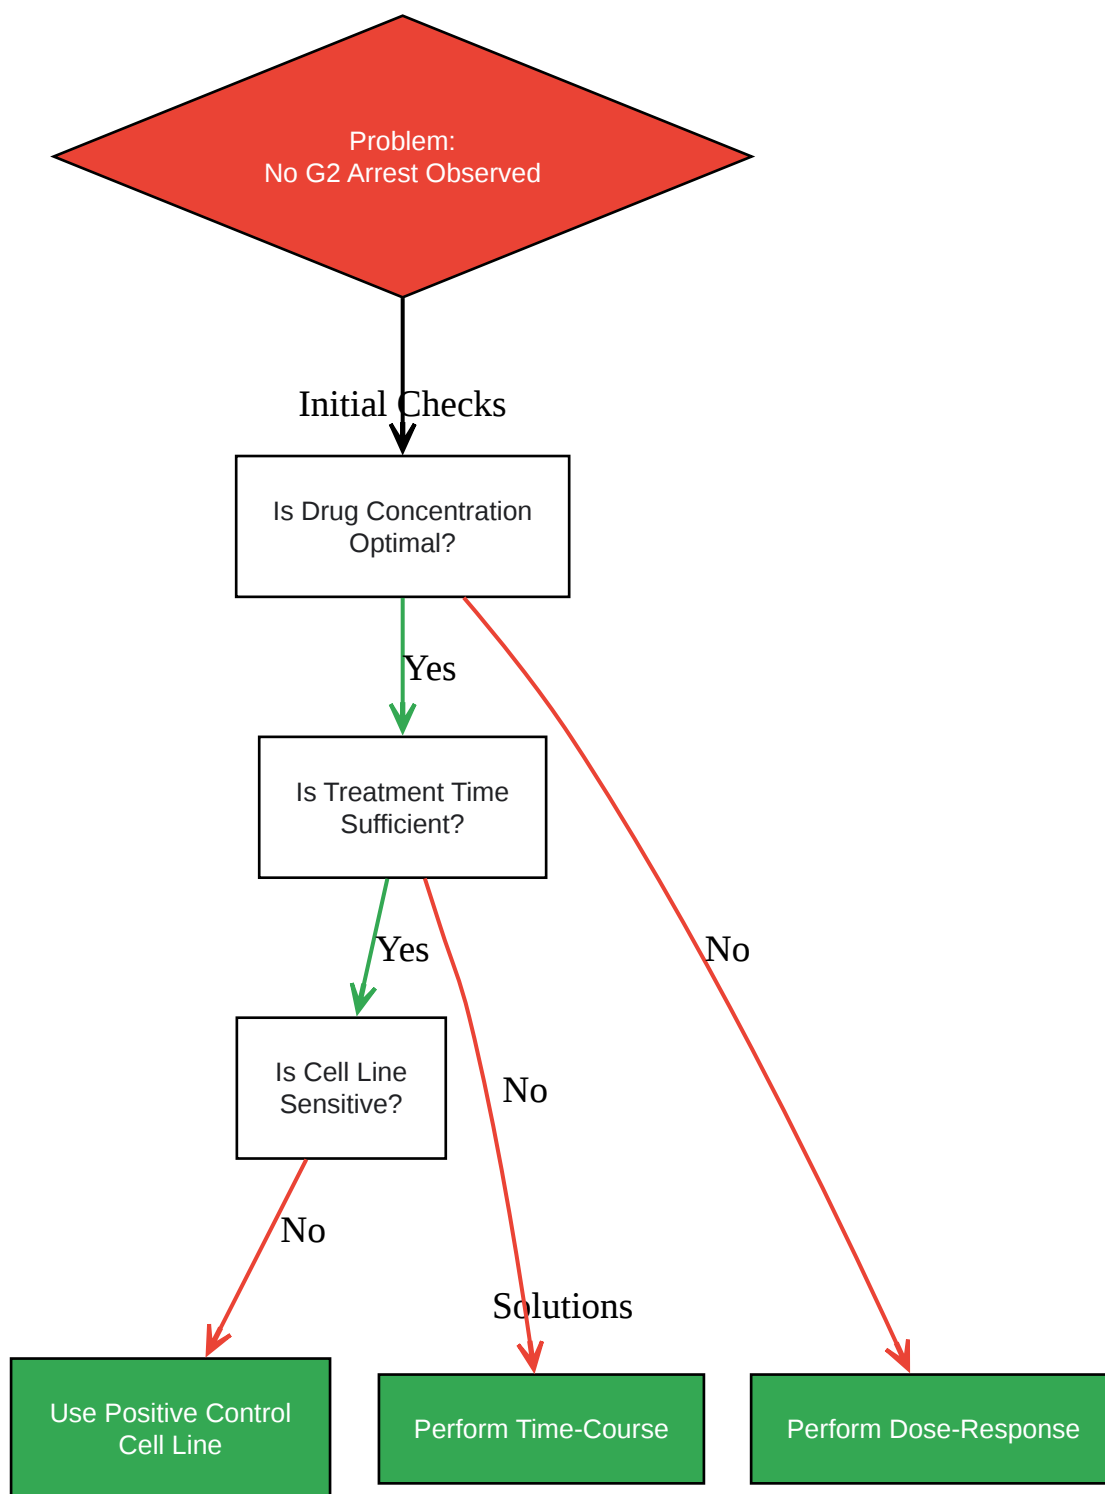 Problem:
No G2 Arrest Observed
Initial Checks
Is Drug Concentration
Optimal?
Yes
Is Treatment Time
Sufficient?
Yes
No
Is Cell Line
Sensitive?
No
No
Solutions
Use Positive Control
Cell Line
Perform Time-Course
Perform Dose-Response